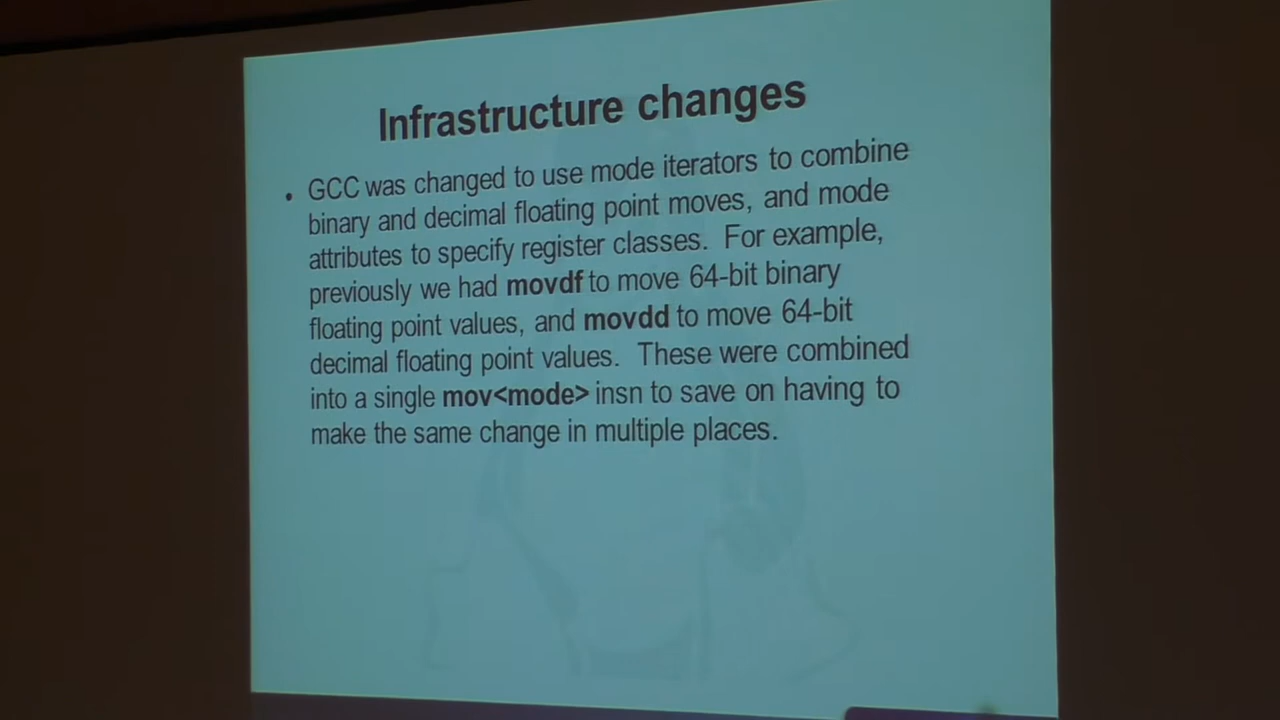 Infrastructure changes
• GCC was changed to use mode iterators to combine
binary and decimal floating point moves, and mode
attributes to specify register classes. For example,
previously we had movdf to move 64-bit binary
floating point values, and movdd to move 64-bit
decimal floating point values. These were combined
into a single mov<mode> insn to save on having to
make the same change in multiple places.